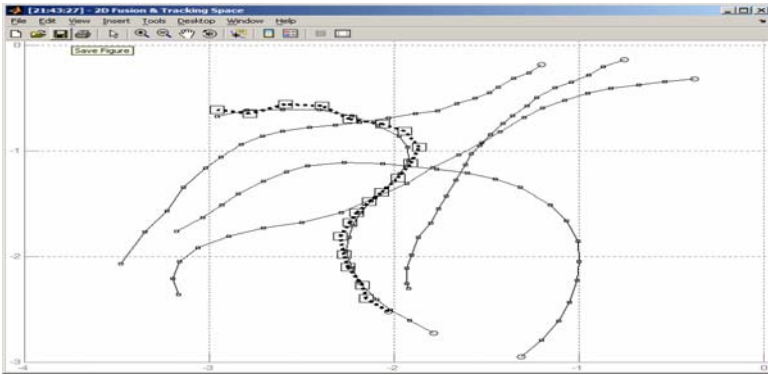 [21:43:27] - 2D Fusion & Tracking Space
File Edit View Insert Tools Desktop Window Help
Save Figure
0
-1
-2
-3
-4 -3 -2 -1 0